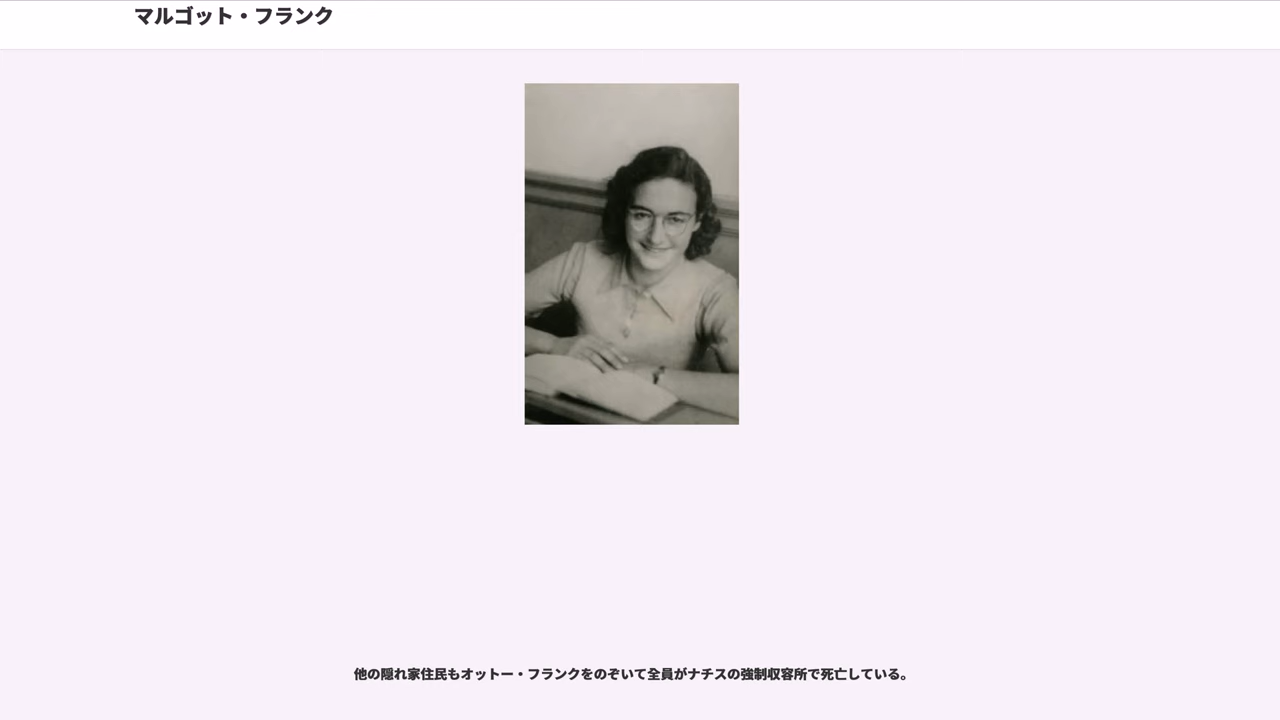 マルゴット・フランク
他の隠れ家住民もオットー・フランクをのぞいて全員がナチスの強制収容所で死亡している。